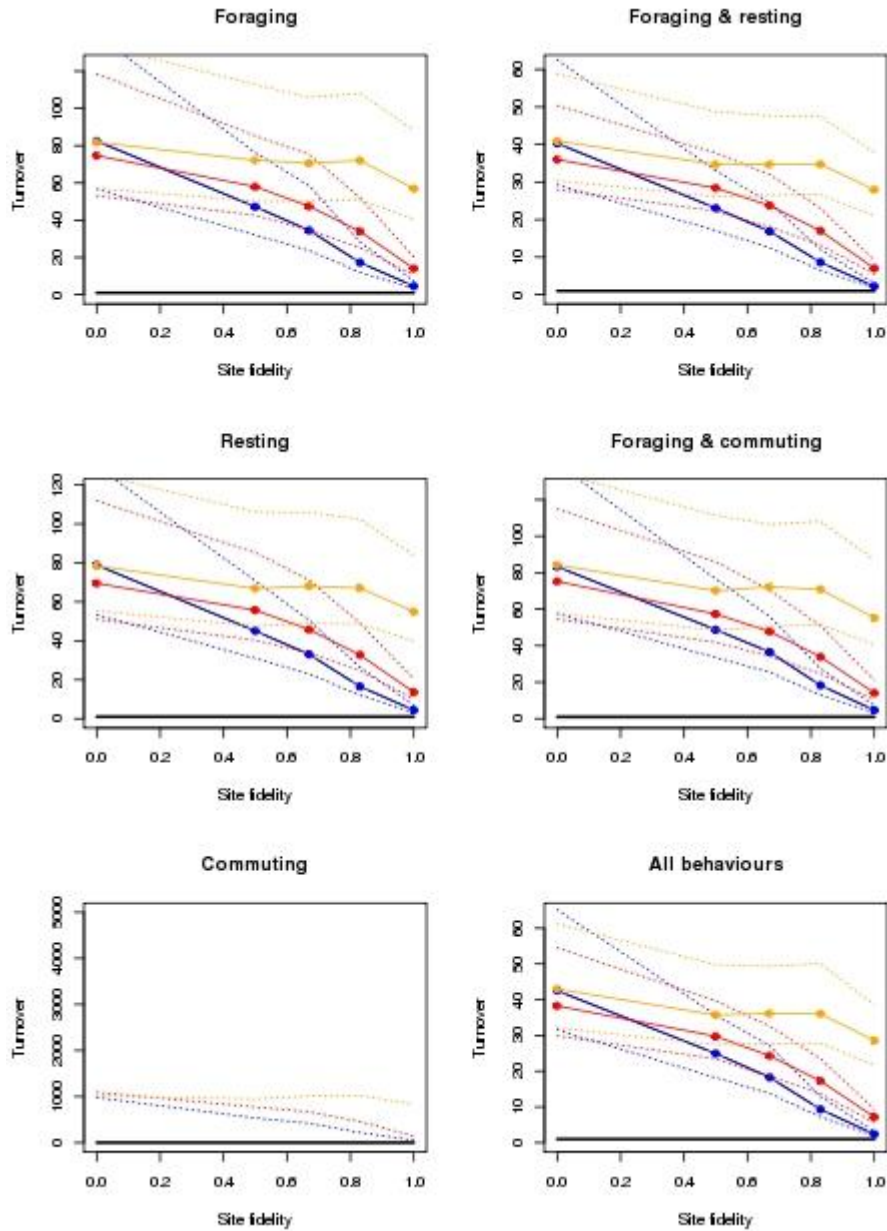 Foraging
Turnover
0 20 40 60 80 100
0.0 0.2 0.4 0.6 0.8 1.0
Site fidelity
Foraging & resting
Turnover
0 10 20 30 40 50 60
0.0 0.2 0.4 0.6 0.8 1.0
Site fidelity
Resting
Turnover
0 20 40 60 80 100 120
0.0 0.2 0.4 0.6 0.8 1.0
Site fidelity
Foraging & commuting
Turnover
0 20 40 60 80 100
0.0 0.2 0.4 0.6 0.8 1.0
Site fidelity
Commuting
Turnover
0 1000 2000 3000 4000 5000
0.0 0.2 0.4 0.6 0.8 1.0
Site fidelity
All behaviours
Turnover
0 10 20 30 40 50 60
0.0 0.2 0.4 0.6 0.8 1.0
Site fidelity